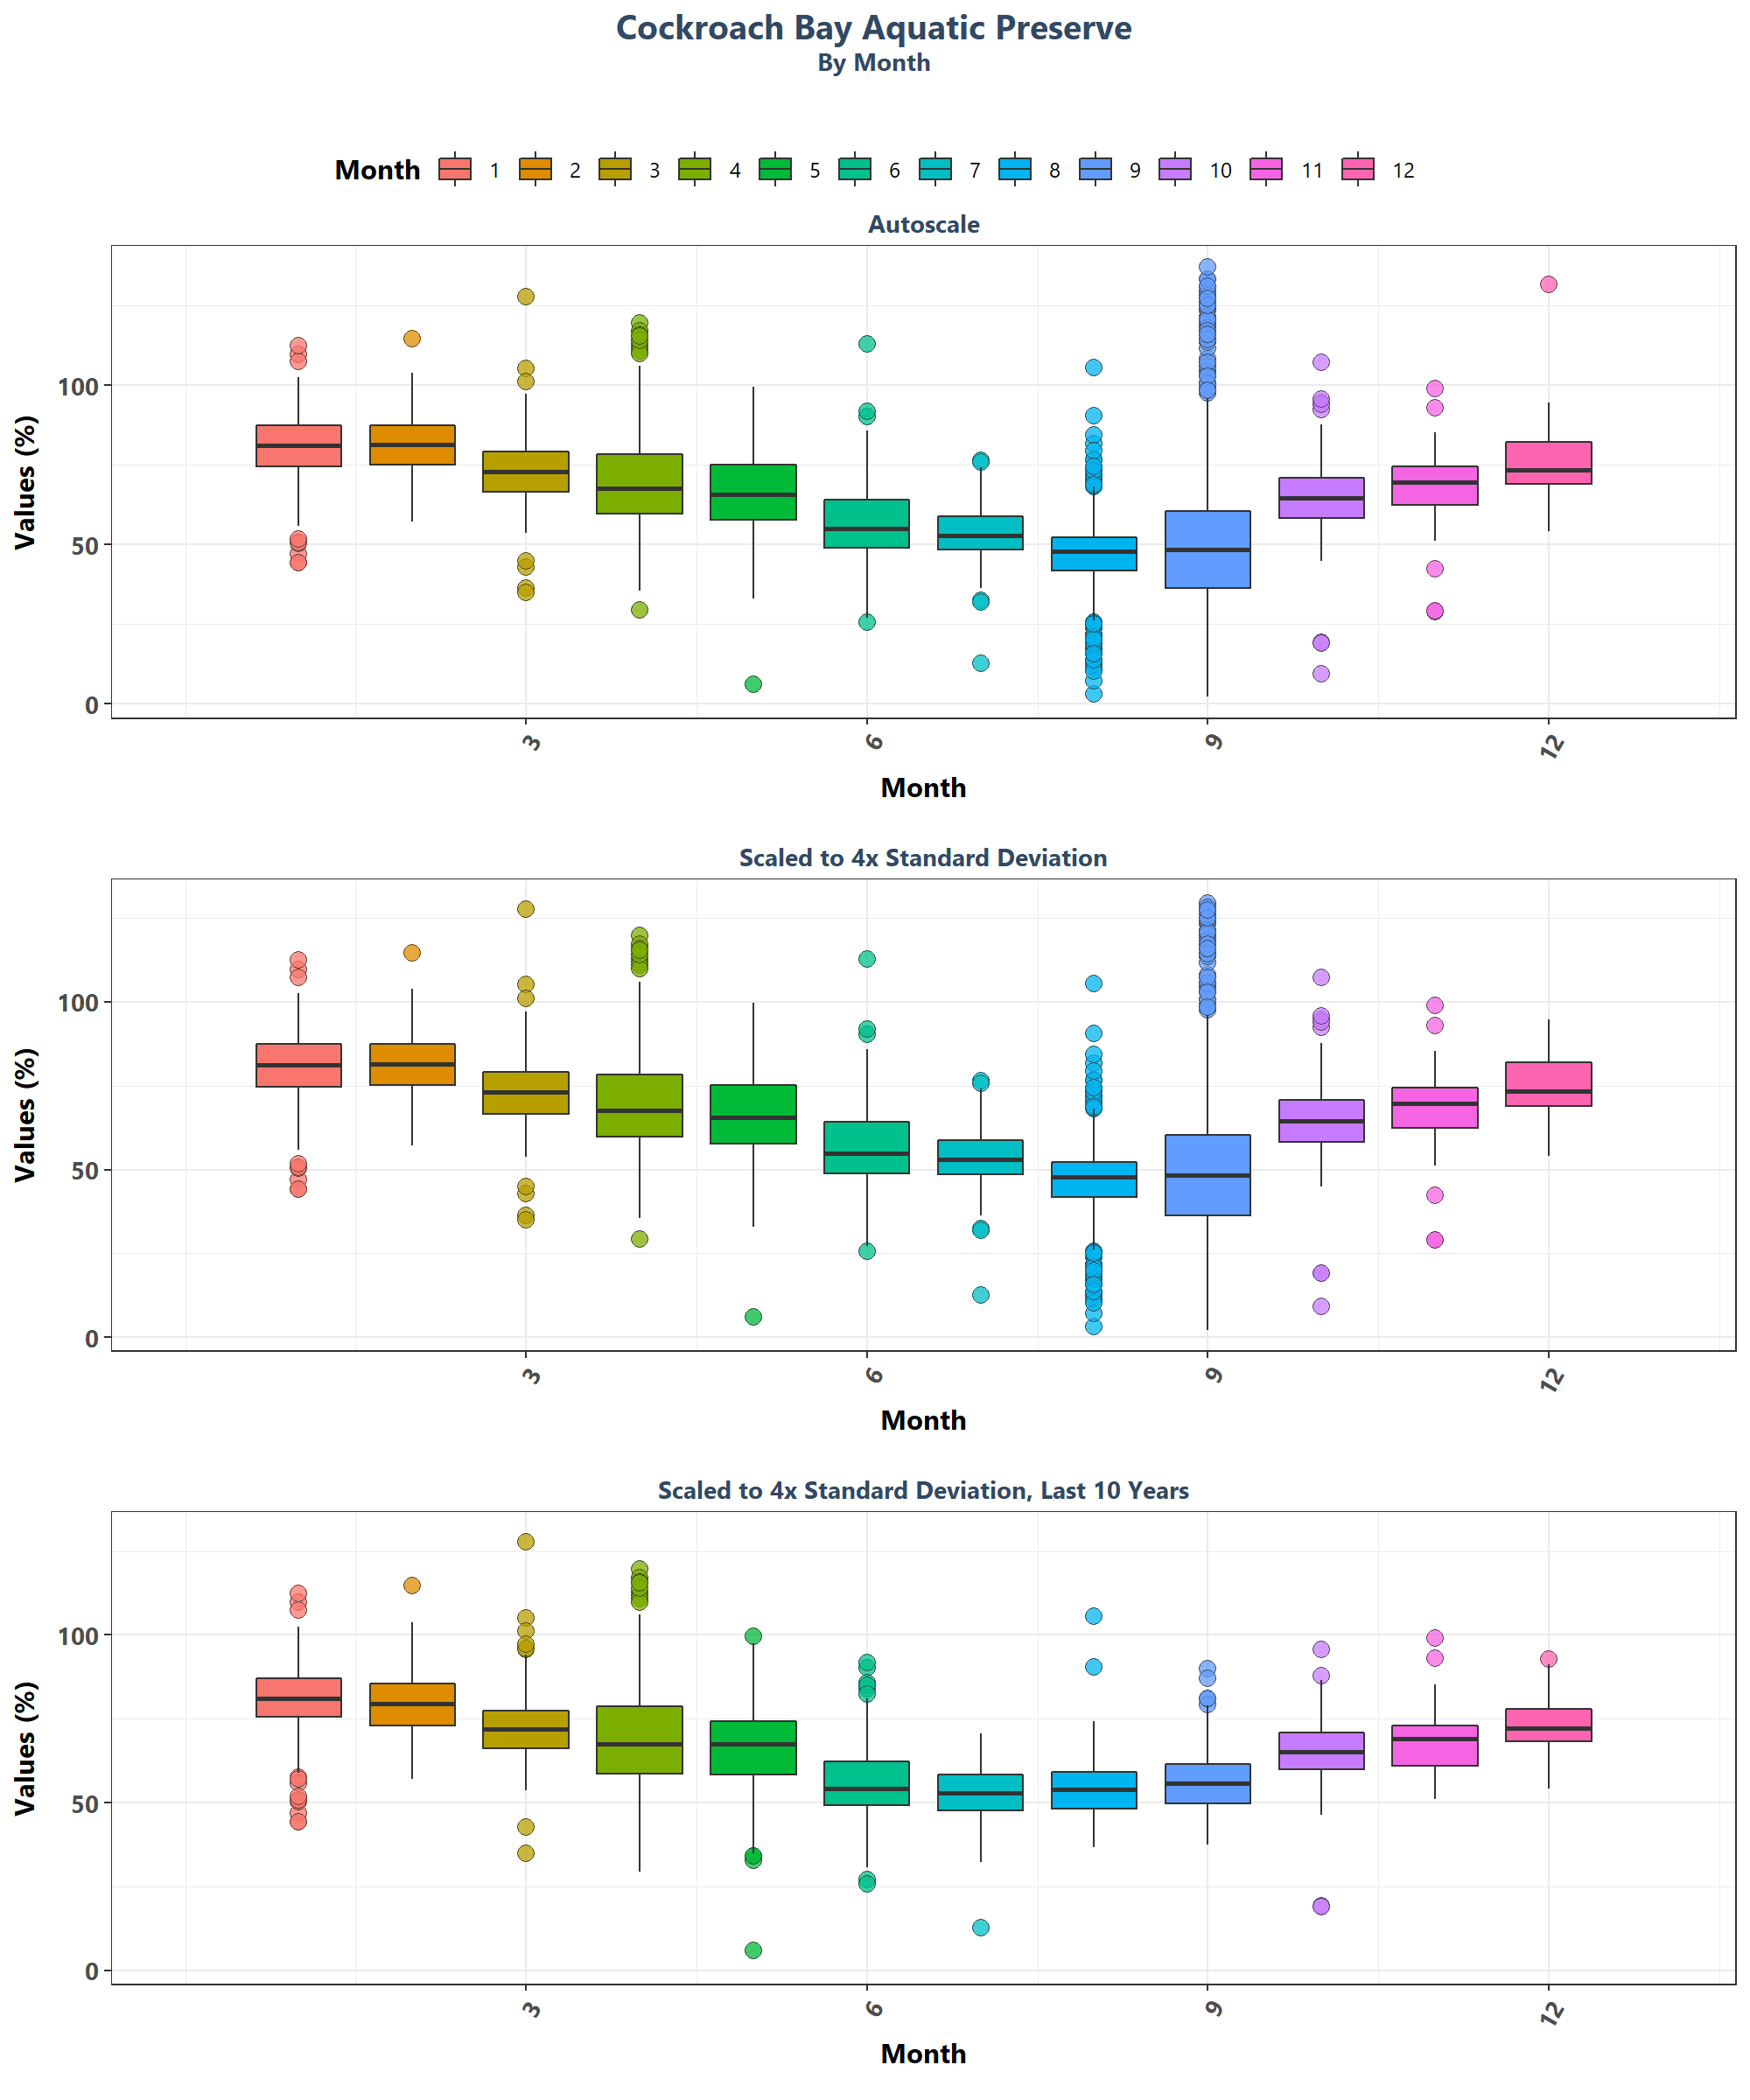 Cockroach Bay Aquatic Preserve
By Month
Month 1 2 3 4 5 6 7 8 9 10 11 12
Autoscale
Values (%)
100
50
0
3 6 9 12
Month
Scaled to 4x Standard Deviation
Values (%)
100
50
0
3 6 9 12
Month
Scaled to 4x Standard Deviation, Last 10 Years
Values (%)
100
50
0
3 6 9 12
Month